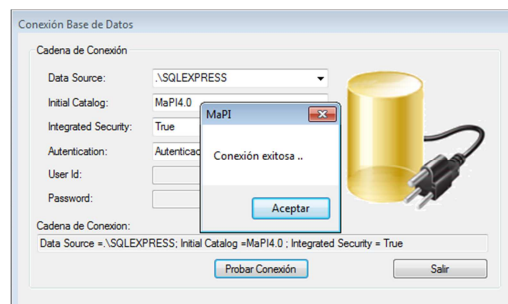 Conexión Base de Datos
Cadena de Conexión
Data Source: .\SQLEXPRESS
Initial Catalog: MaPI4.0
Integrated Security: True
Autenticación:
User Id:
Password:
MaPI
Conexión exitosa ..
Aceptar
Cadena de Conexion:
Data Source =.\SQLEXPRESS; Initial Catalog =MaPI4.0 ; Integrated Security = True
Probar Conexión Salir